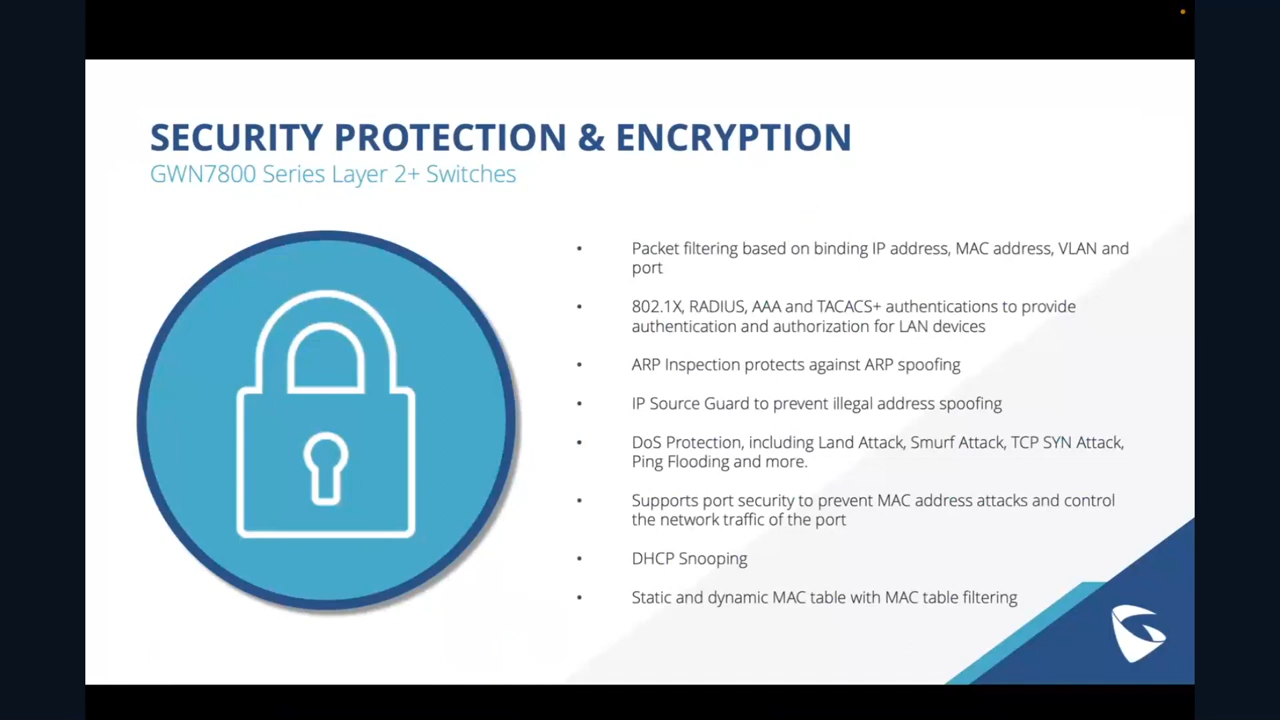 SECURITY PROTECTION & ENCRYPTION
GWN7800 Series Layer 2+ Switches
• Packet filtering based on binding IP address, MAC address, VLAN and
port
• 802.1X, RADIUS, AAA and TACACS+ authentications to provide
authentication and authorization for LAN devices
• ARP Inspection protects against ARP spoofing
• IP Source Guard to prevent illegal address spoofing
• DoS Protection, including Land Attack, Smurf Attack, TCP SYN Attack,
Ping Flooding and more.
• Supports port security to prevent MAC address attacks and control
the network traffic of the port
• DHCP Snooping
• Static and dynamic MAC table with MAC table filtering